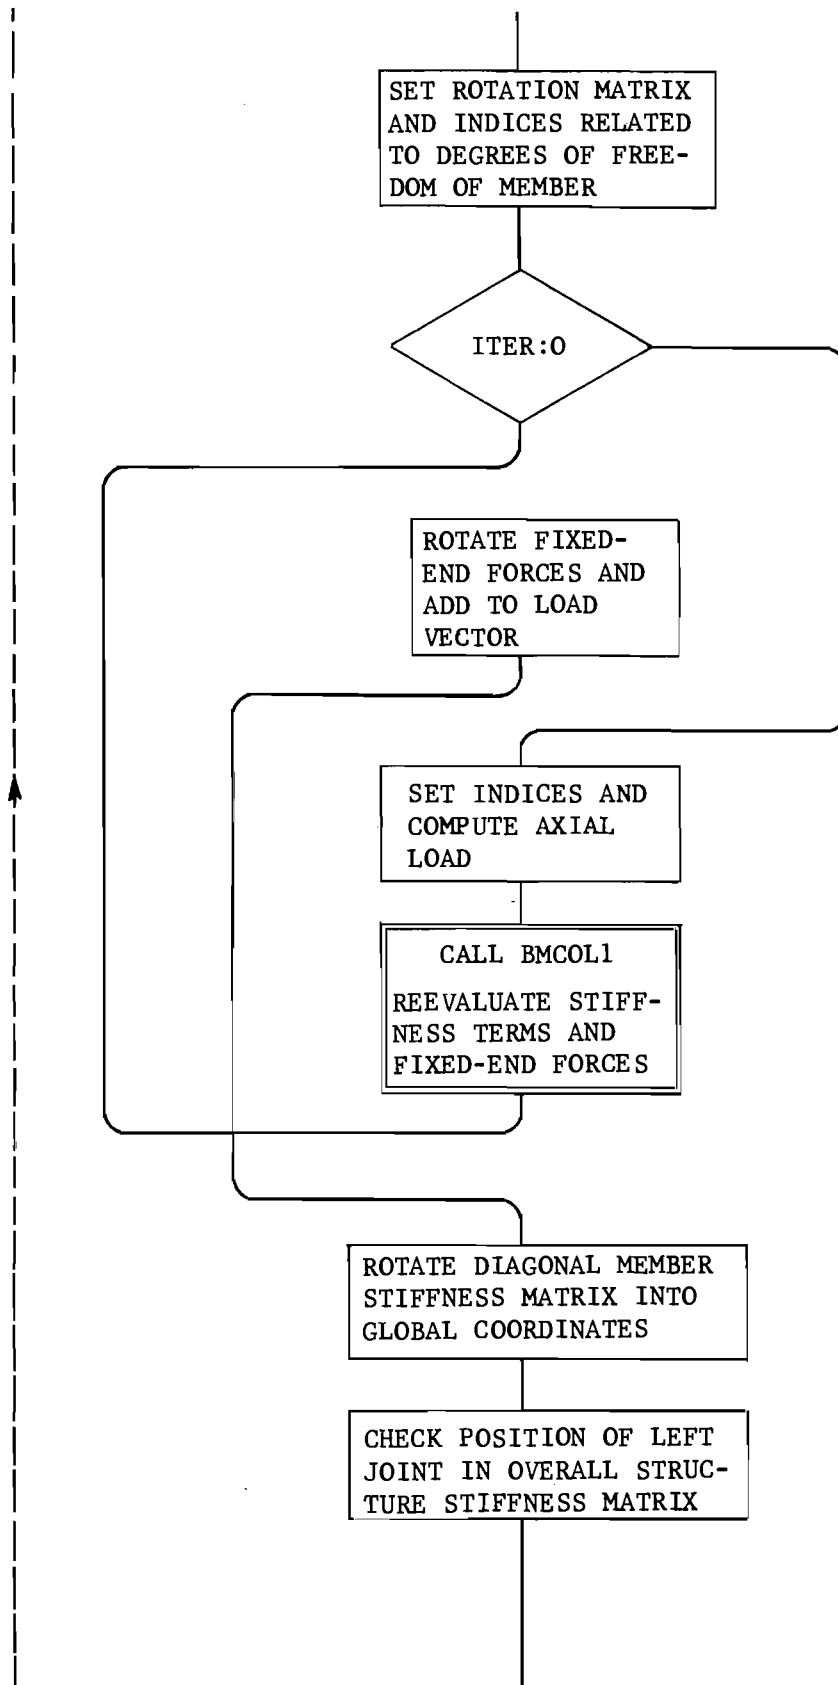 SET ROTATION MATRIX
AND INDICES RELATED
TO DEGREES OF FREE-
DOM OF MEMBER
ITER:0
ROTATE FIXED-
END FORCES AND
ADD TO LOAD
VECTOR
SET INDICES AND
COMPUTE AXIAL
LOAD
CALL BMCOL1
REEVALUATE STIFF-
NESS TERMS AND
FIXED-END FORCES
ROTATE DIAGONAL MEMBER
STIFFNESS MATRIX INTO
GLOBAL COORDINATES
CHECK POSITION OF LEFT
JOINT IN OVERALL STRUC-
TURE STIFFNESS MATRIX